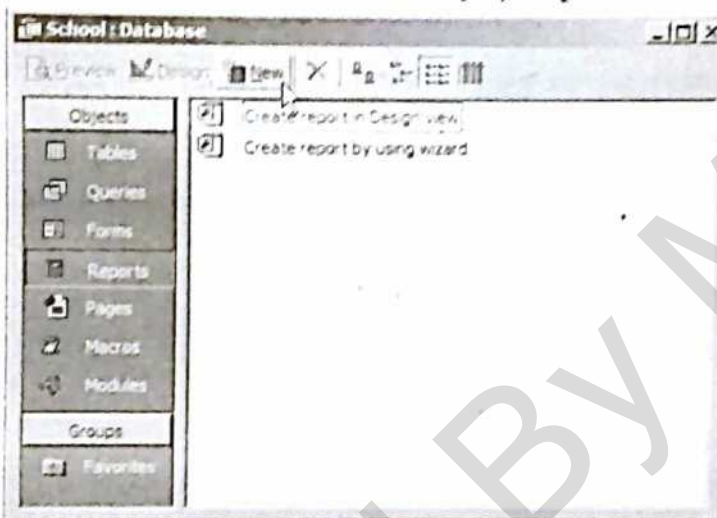 School : Database
Preview Design New
Objects
Tables
Queries
Forms
Reports
Pages
Macros
Modules
Groups
Favorites
Create report in Design view
Create report by using wizard
By